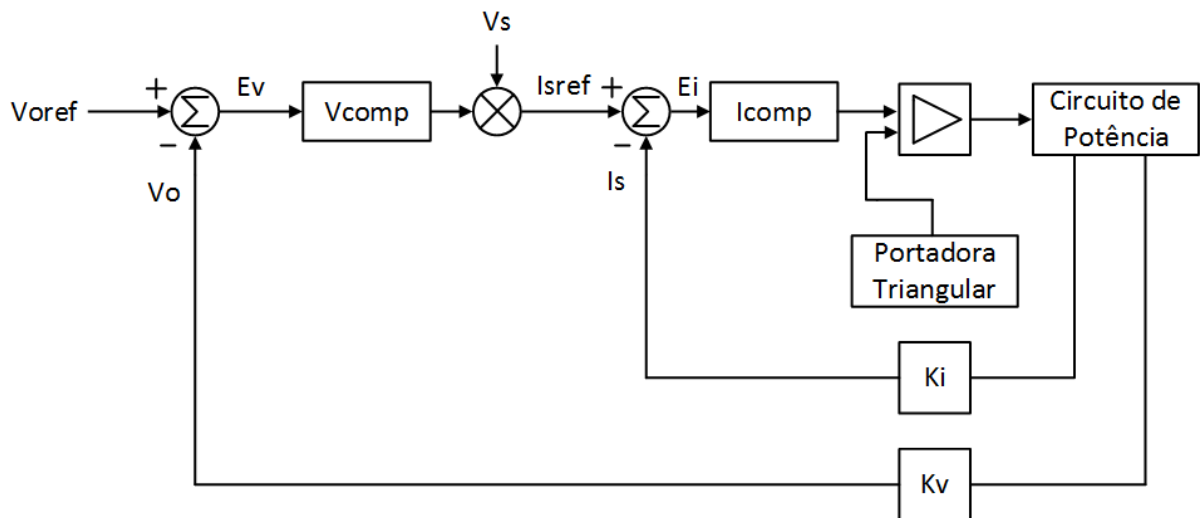 Vs
Voref
+
Σ
−
Ev
Vcomp
Isref
+
Σ
−
Ei
Icomp
Circuito de
Potência
Vo
Is
Portadora
Triangular
Ki
Kv